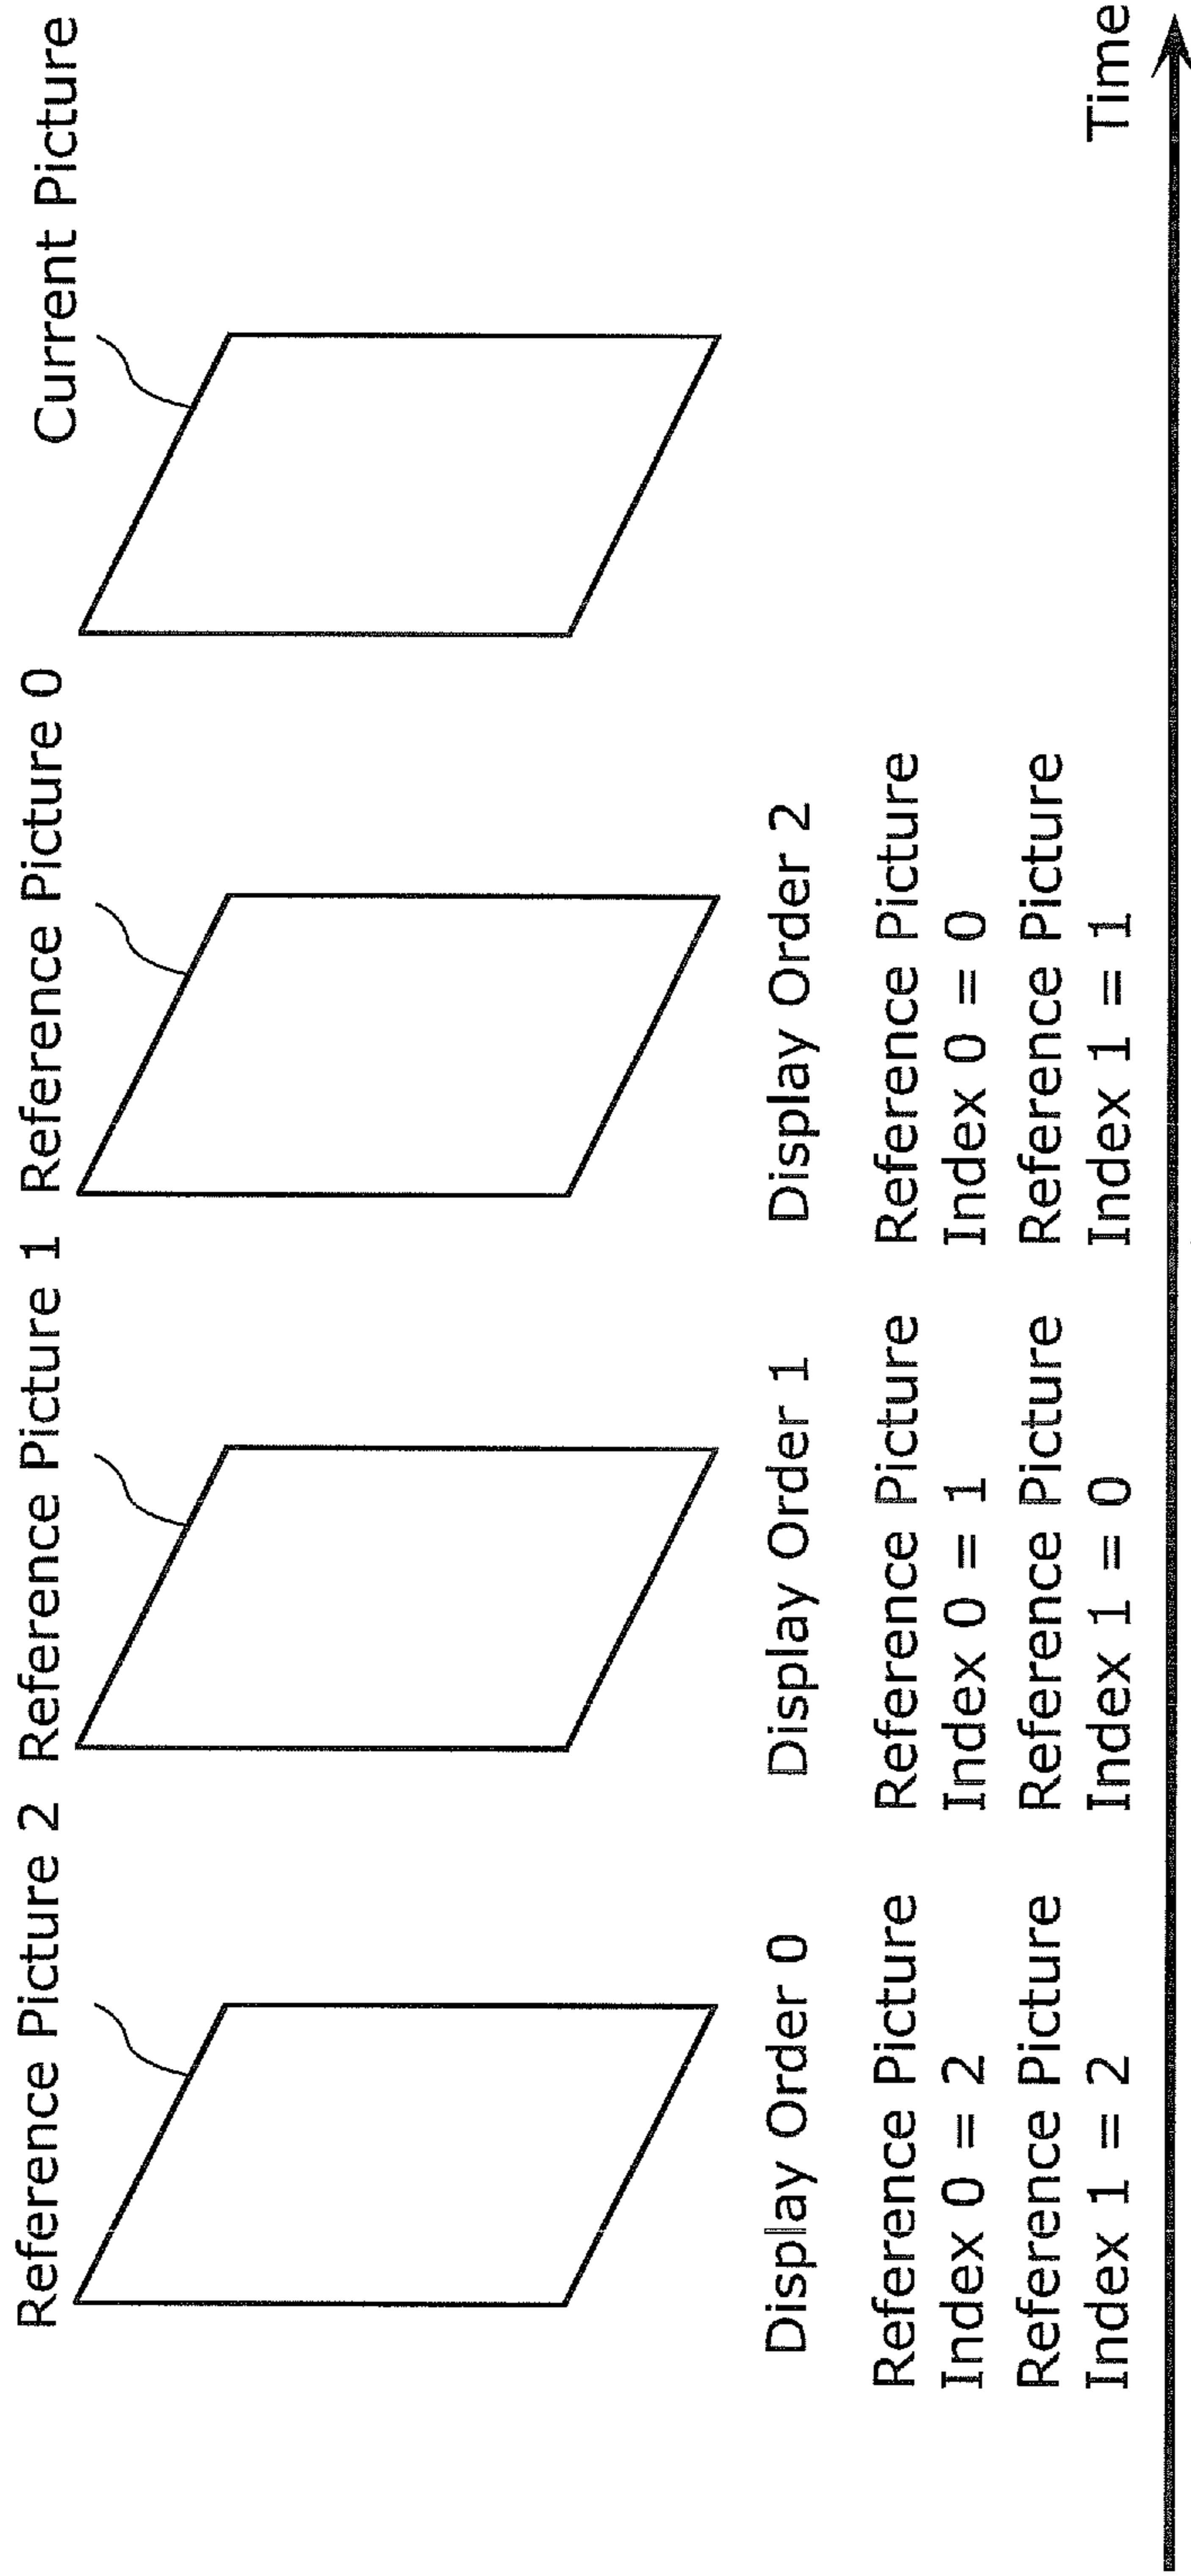 Reference Picture 2
Reference Picture 1
Reference Picture 0
Current Picture
Display Order 0
Display Order 1
Display Order 2
Reference Picture
Index 0 = 2
Reference Picture
Index 1 = 2
Reference Picture
Index 0 = 1
Reference Picture
Index 1 = 0
Reference Picture
Index 0 = 0
Reference Picture
Index 1 = 1
Time